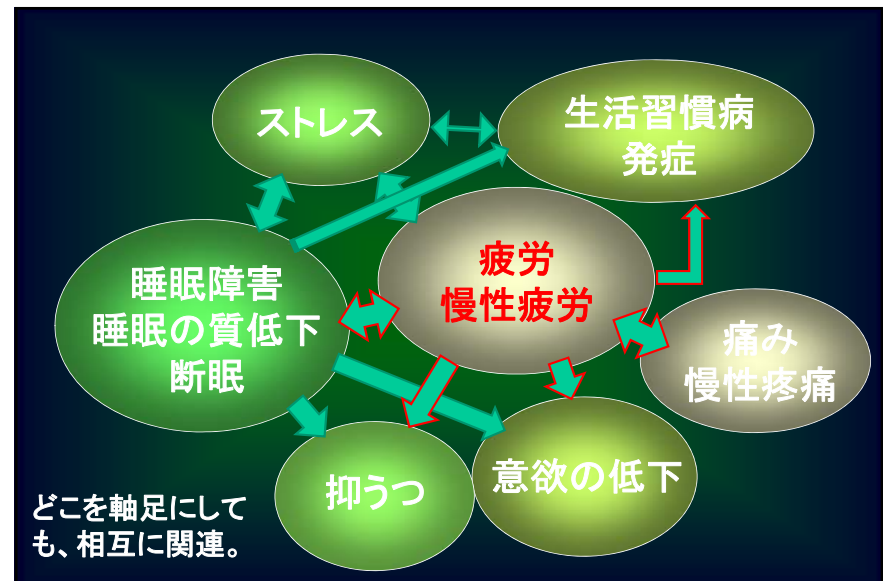 ストレス
生活習慣病
発症
疲労
慢性疲労
睡眠障害
睡眠の質低下
断眠
痛み
慢性疼痛
抑うつ
意欲の低下
どこを軸足にして
も、相互に関連。